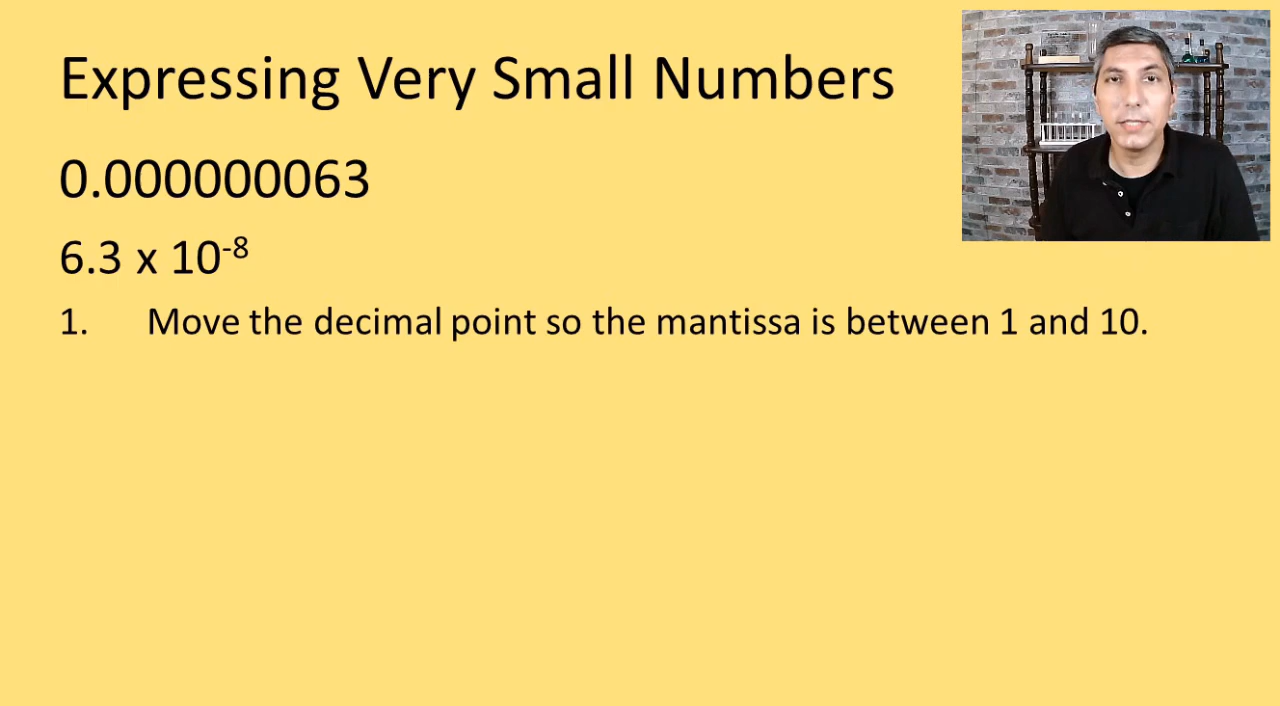 Expressing Very Small Numbers
0.000000063
6.3 x 10⁻⁸
1. Move the decimal point so the mantissa is between 1 and 10.